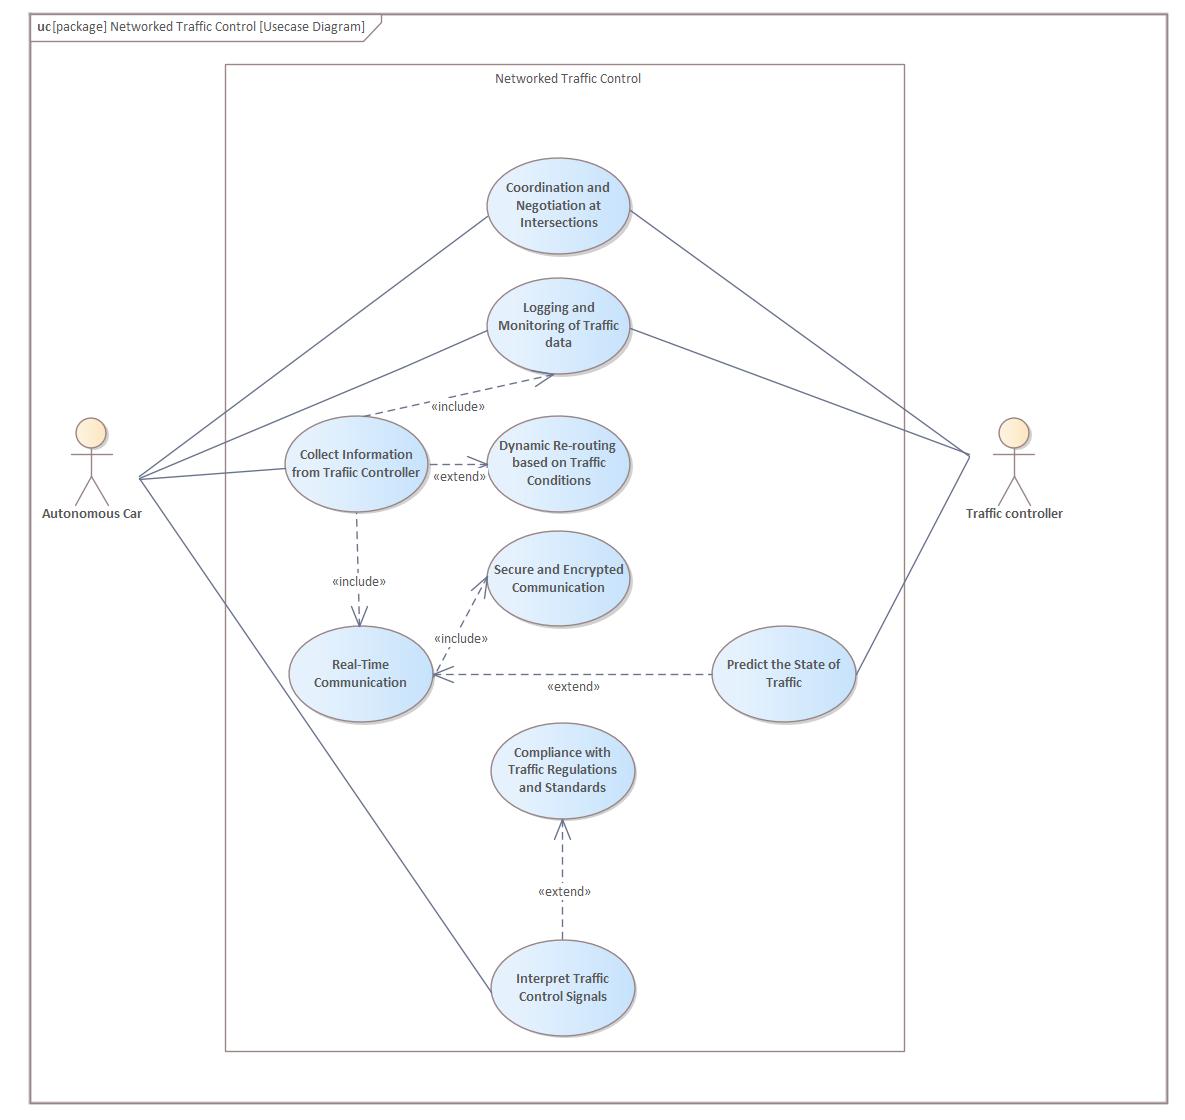 uc [package] Networked Traffic Control [Usecase Diagram]
Networked Traffic Control
Coordination and
Negotiation at
Intersections
Logging and
Monitoring of Traffic
data
«include»
Collect Information
from Traffic Controller
«extend»
Dynamic Re-routing
based on Traffic
Conditions
Autonomous Car
Traffic controller
Secure and Encrypted
Communication
«include»
«include»
Real-Time
Communication
«extend»
Predict the State of
Traffic
Compliance with
Traffic Regulations
and Standards
«extend»
Interpret Traffic
Control Signals